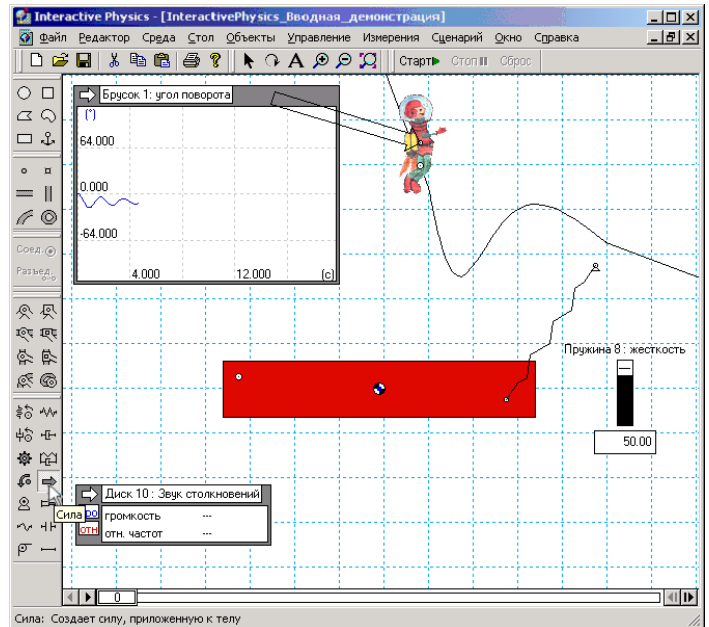 Interactive Physics - [InteractivePhysics_Вводная_демонстрация]
Файл Редактор Среда Стол Объекты Управление Измерения Сценарий Окно Справка
Старт Стоп Сброс
Брусок 1: угол поворота
(°)
64.000
0.000
-64.000
4.000 12.000 (с)
Соед.
Разъед.
Пружина 8 : жесткость
50.00
Диск 10 : Звук столкновений
громкость ---
отн отн. частот ---
Сила
0
Сила: Создает силу, приложенную к телу